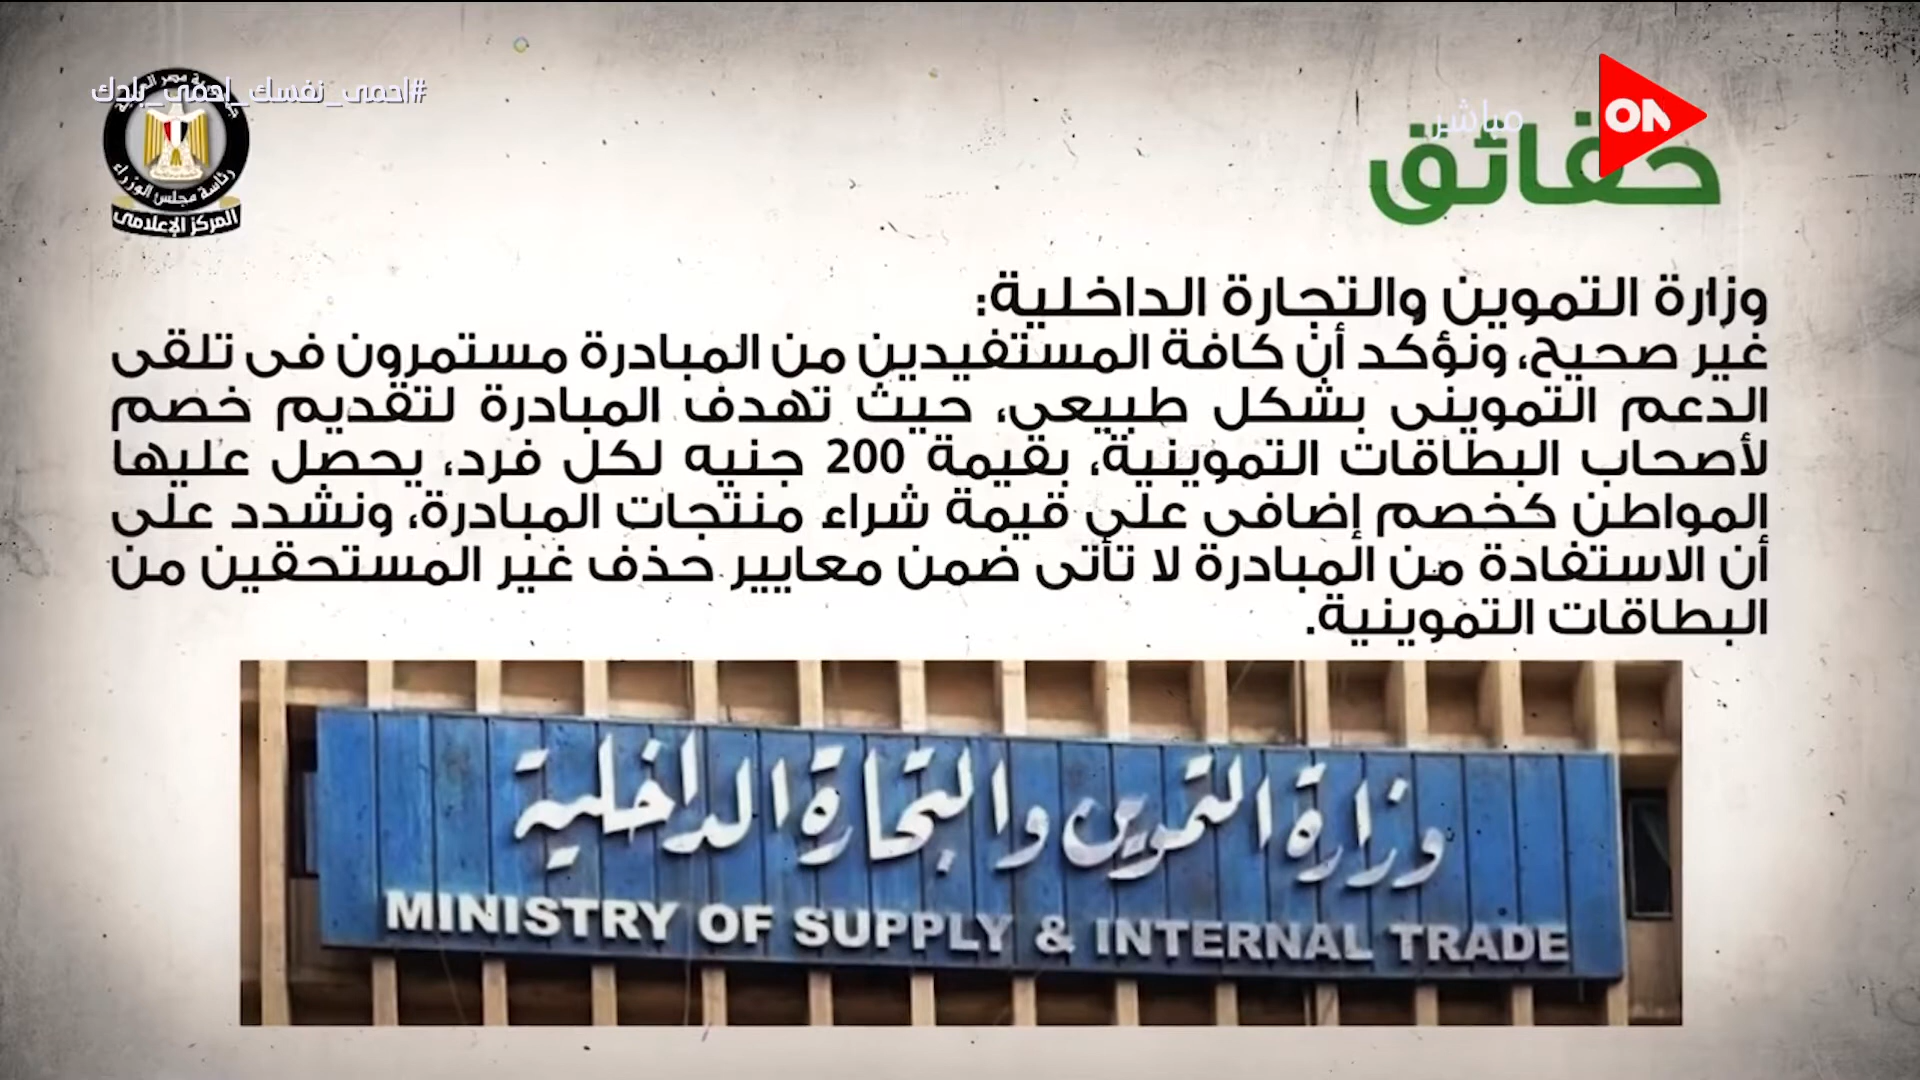 #احمى_نفسك_إحمى_بلدك
رئاسة مجلس الوزراء
المركز الإعلامى
ON
مباشر
حقائق
وزارة التموين والتجارة الداخلية:
غير صحيح، ونؤكد أن كافة المستفيدين من المبادرة مستمرون فى تلقى
الدعم التموينى بشكل طبيعى، حيث تهدف المبادرة لتقديم خصم
لأصحاب البطاقات التموينية، بقيمة 200 جنيه لكل فرد، يحصل عليها
المواطن كخصم إضافى على قيمة شراء منتجات المبادرة، ونشدد على
أن الاستفادة من المبادرة لا تأتى ضمن معايير حذف غير المستحقين من
البطاقات التموينية.
وزارة التموين والتجارة الداخلية
MINISTRY OF SUPPLY & INTERNAL TRADE